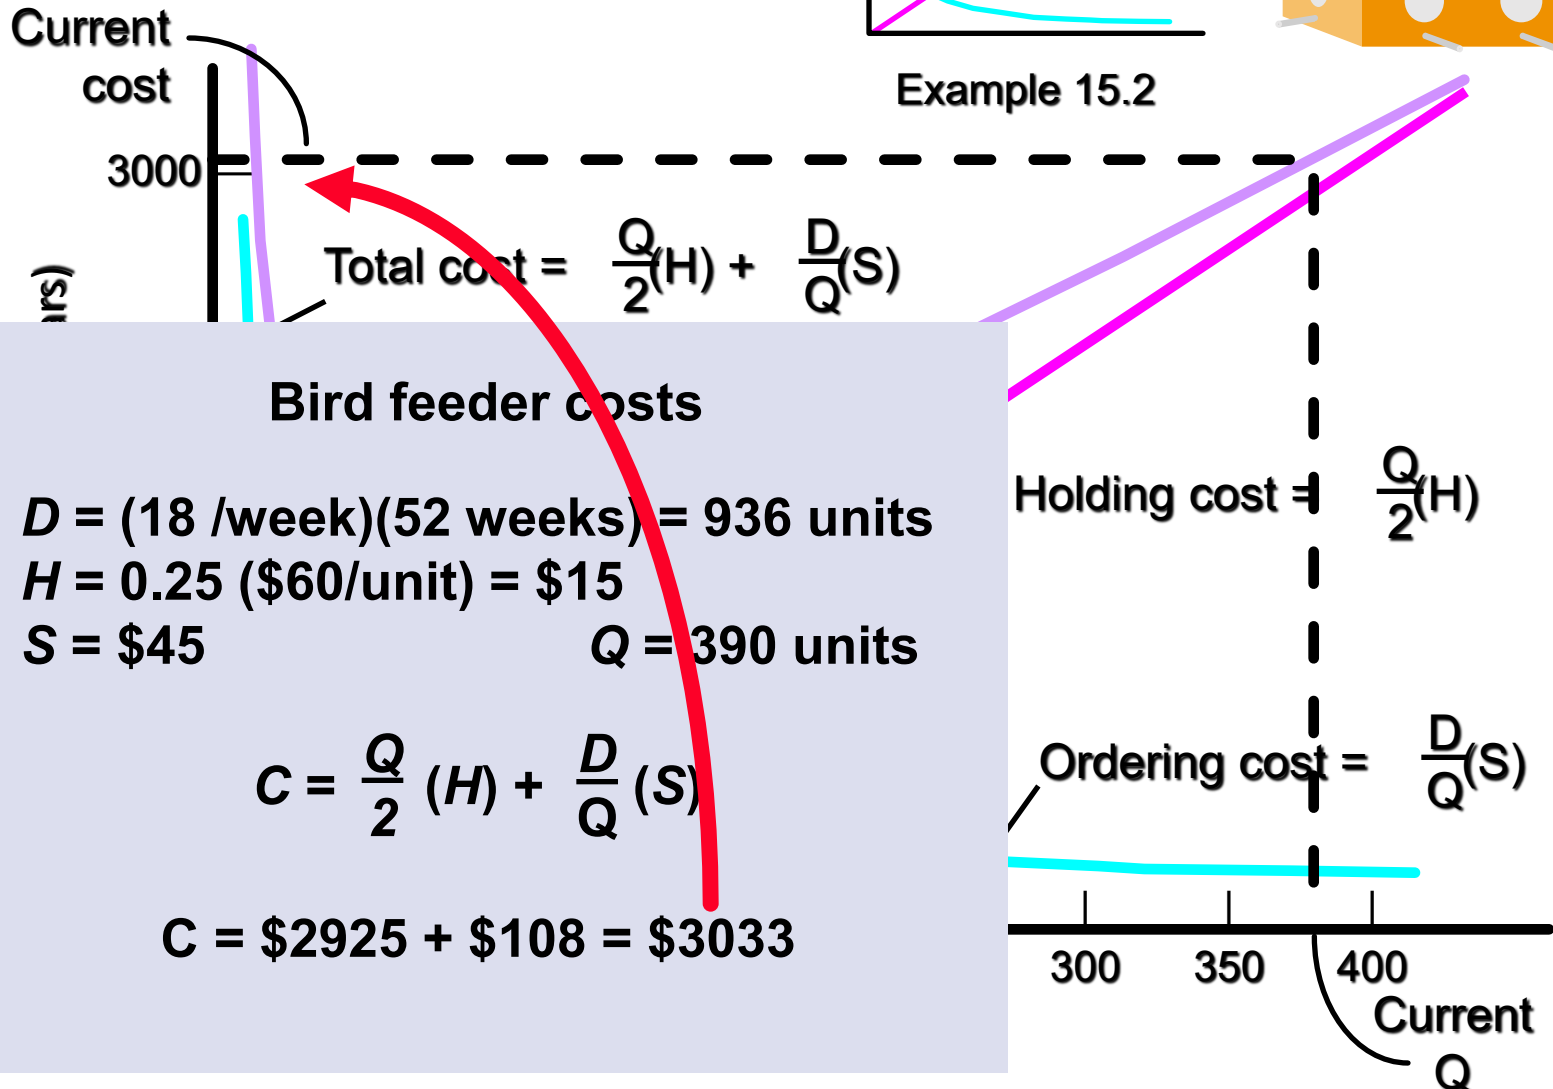 Current
cost
Example 15.2
3000
Total cost = Q/2 (H) + D/Q (S)
Bird feeder costs
D = (18 /week)(52 weeks) = 936 units
H = 0.25 ($60/unit) = $15
S = $45 Q = 390 units
C = Q/2 (H) + D/Q (S)
C = $2925 + $108 = $3033
Holding cost = Q/2 (H)
Ordering cost = D/Q (S)
300 350 400
Current
Q